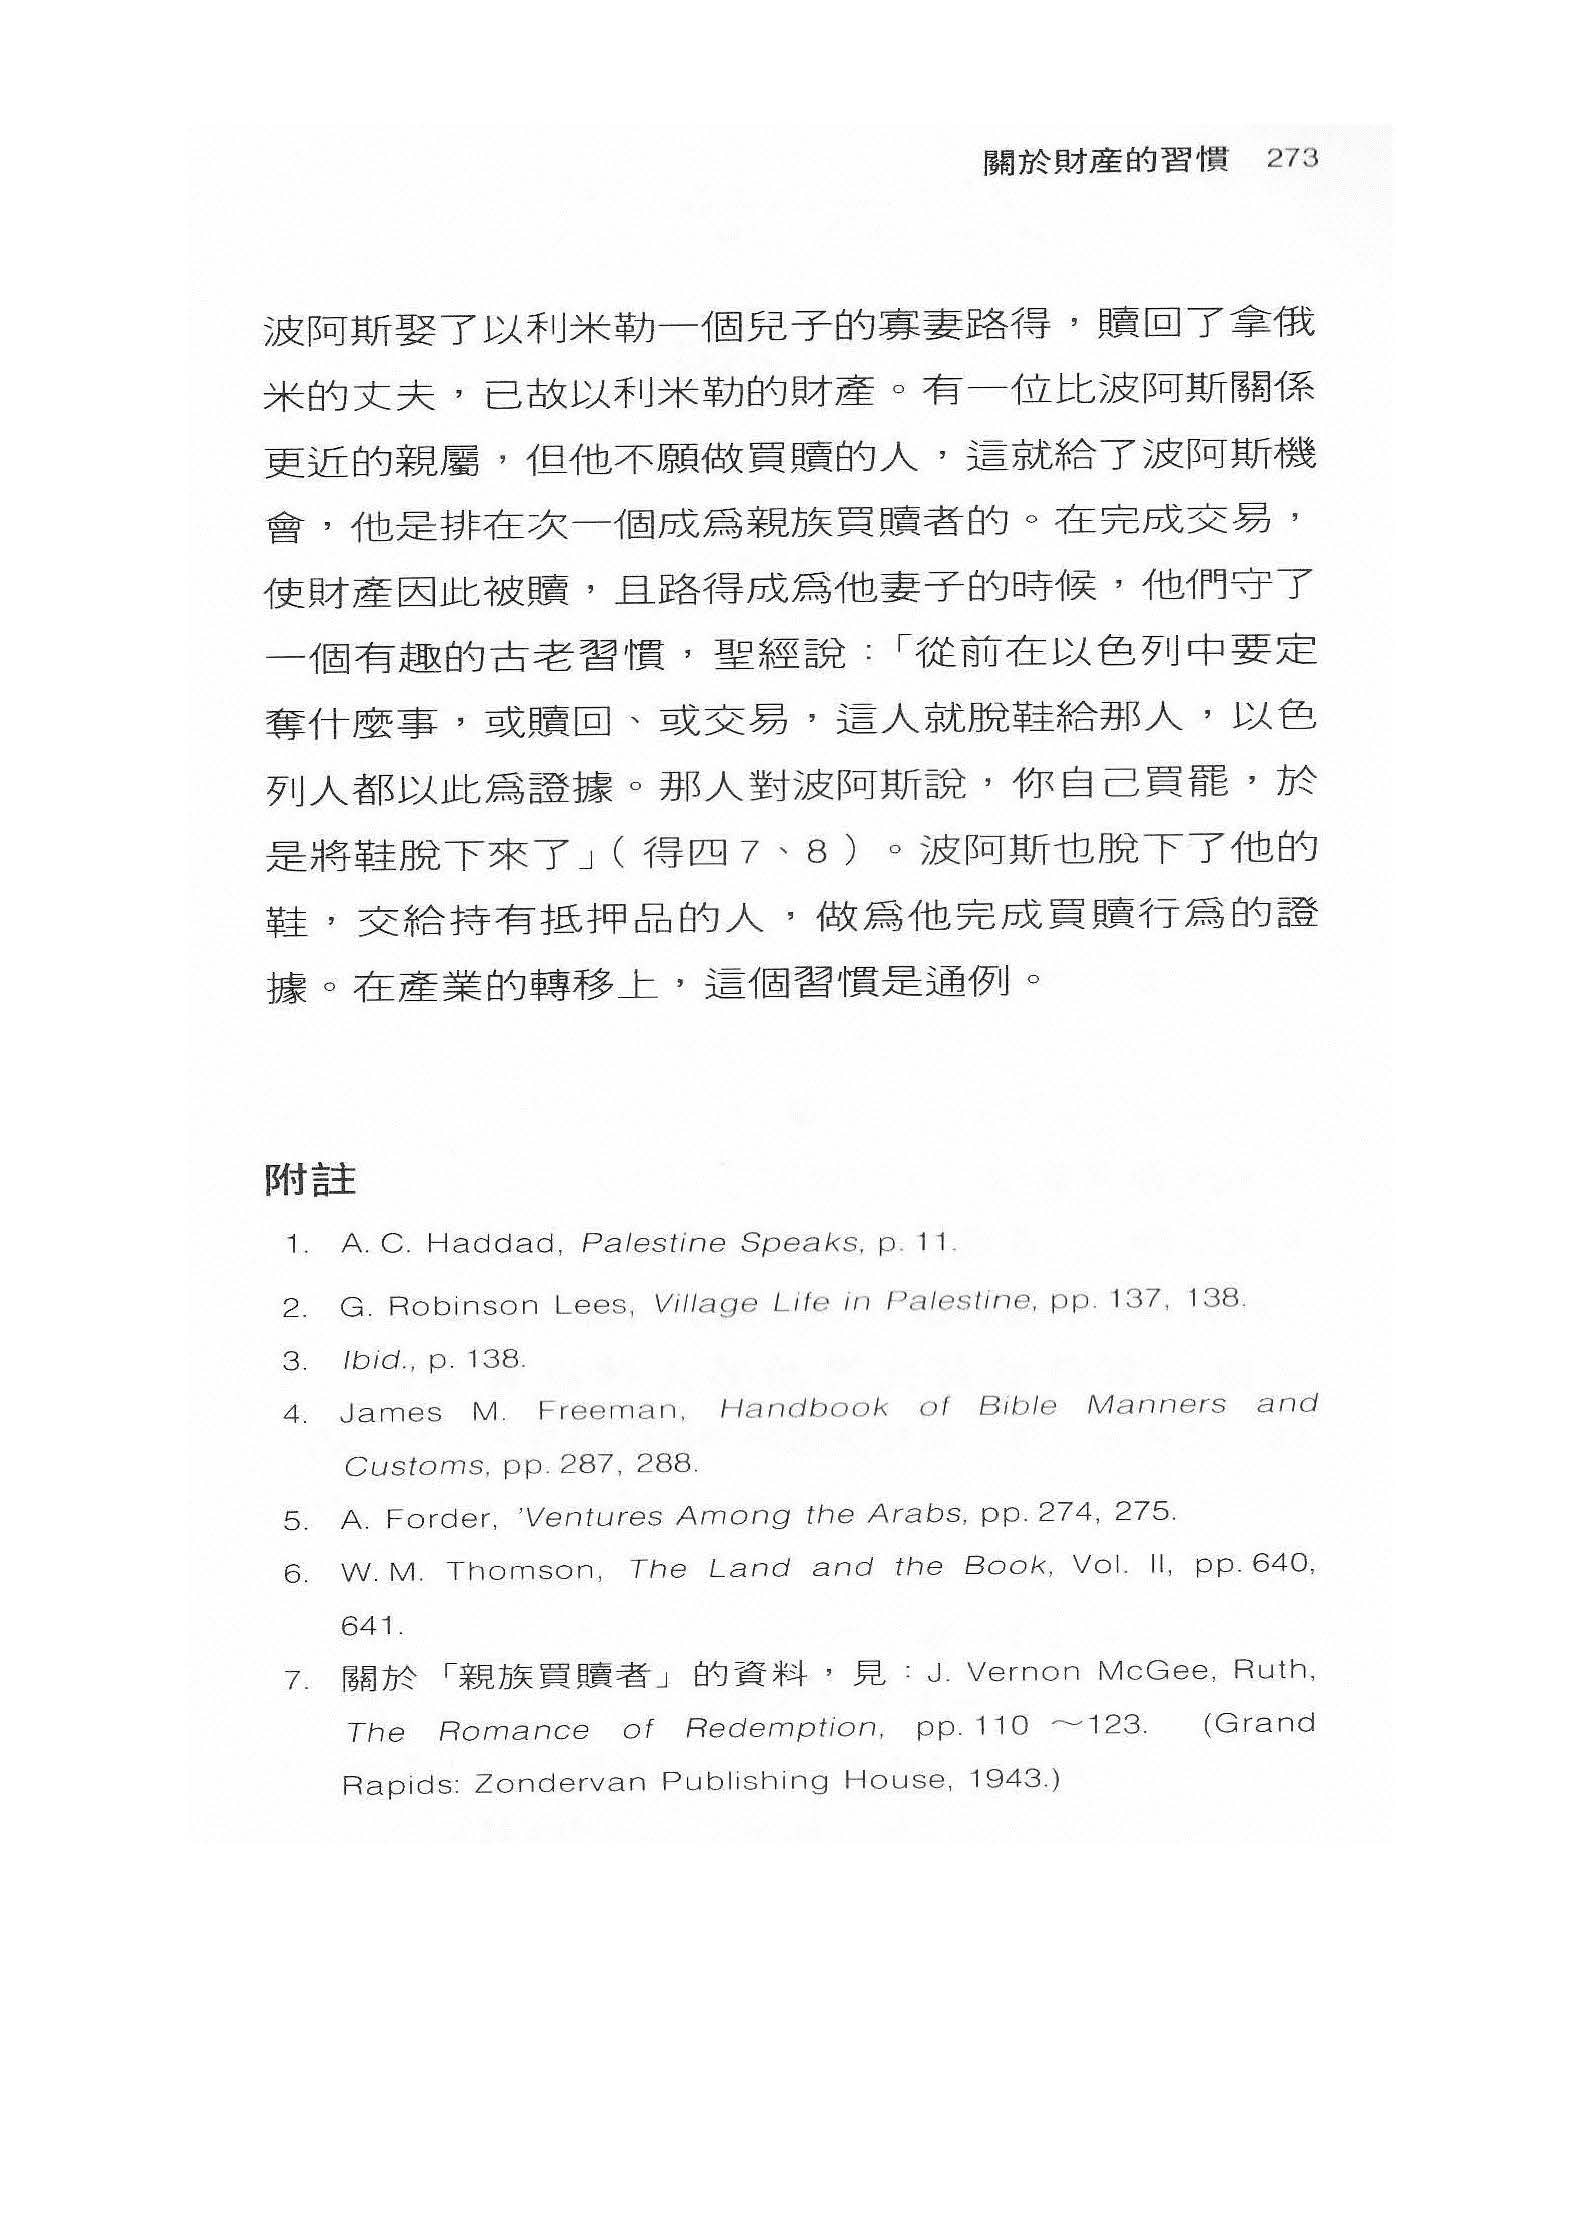 關於財産的習慣 273
波阿斯娶了以利米勒一個兒子的寡妻路得，贖回了拿俄
米的丈夫，已故以利米勒的財產。有一位比波阿斯關係
更近的親屬，但他不願做買贖的人，這就給了波阿斯機
會，他是排在次一個成爲親族買贖者的。在完成交易，
使財產因此被贖，且路得成爲他妻子的時候，他們守了
一個有趣的古老習慣，聖經說：「從前在以色列中要定
奪什麼事，或贖回、或交易，這人就脫鞋給那人，以色
列人都以此爲證據。那人對波阿斯說，你自己買罷，於
是將鞋脫下來了」（得四7、8）。波阿斯也脫下了他的
鞋，交給持有抵押品的人，做爲他完成買贖行爲的證
據。在產業的轉移上，這個習慣是通例。
附註
1. A. C. Haddad, Palestine Speaks, p. 11.
2. G. Robinson Lees, Village Life in Palestine, pp. 137, 138.
3. Ibid., p. 138.
4. James M. Freeman, Handbook of Bible Manners and
Customs, pp. 287, 288.
5. A. Forder, 'Ventures Among the Arabs, pp. 274, 275.
6. W. M. Thomson, The Land and the Book, Vol. II, pp. 640,
641.
7. 關於「親族買贖者」的資料，見：J. Vernon McGee, Ruth,
The Romance of Redemption, pp. 110 ～123. (Grand
Rapids: Zondervan Publishing House, 1943.)